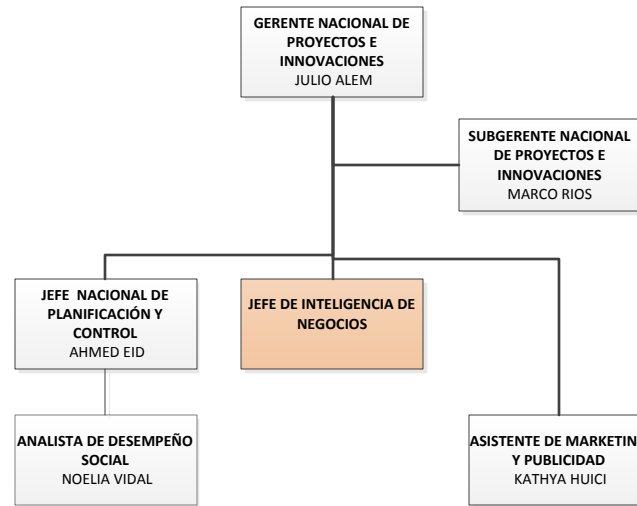 GERENTE NACIONAL DE
PROYECTOS E
INNOVACIONES
JULIO ALEM
SUBGERENTE NACIONAL
DE PROYECTOS E
INNOVACIONES
MARCO RIOS
JEFE NACIONAL DE
PLANIFICACIÓN Y
CONTROL
AHMED EID
JEFE DE INTELIGENCIA DE
NEGOCIOS
ANALISTA DE DESEMPEÑO
SOCIAL
NOELIA VIDAL
ASISTENTE DE MARKETIN
Y PUBLICIDAD
KATHYA HUICI